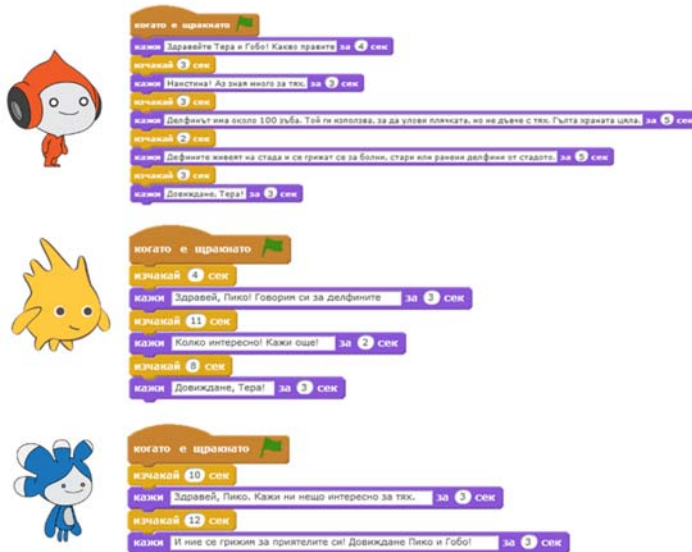 когато е щракнато
кажи Здравейте Тера и Гобо! Какво правите за 4 сек
изчакай 3 сек
кажи Наистина! Аз зная много за тях. за 3 сек
изчакай 3 сек
кажи Делфинът има около 100 зъба. Той ги използва, за да улови плячката, но не дъвче с тях. Гълта храната цяла. за 5 сек
изчакай 2 сек
кажи Дефините живеят на стада и се грижат се за болни, стари или ранени делфини от стадото. за 5 сек
изчакай 3 сек
кажи Довиждане, Тера! за 3 сек
когато е щракнато
изчакай 4 сек
кажи Здравей, Пико! Говорим си за делфините за 3 сек
изчакай 11 сек
кажи Колко интересно! Кажи още! за 2 сек
изчакай 8 сек
кажи Довиждане, Тера! за 3 сек
когато е щракнато
изчакай 10 сек
кажи Здравей, Пико. Кажи ни нещо интересно за тях. за 3 сек
изчакай 12 сек
кажи И ние се грижим за приятелите си! Довиждане Пико и Гобо! за 3 сек